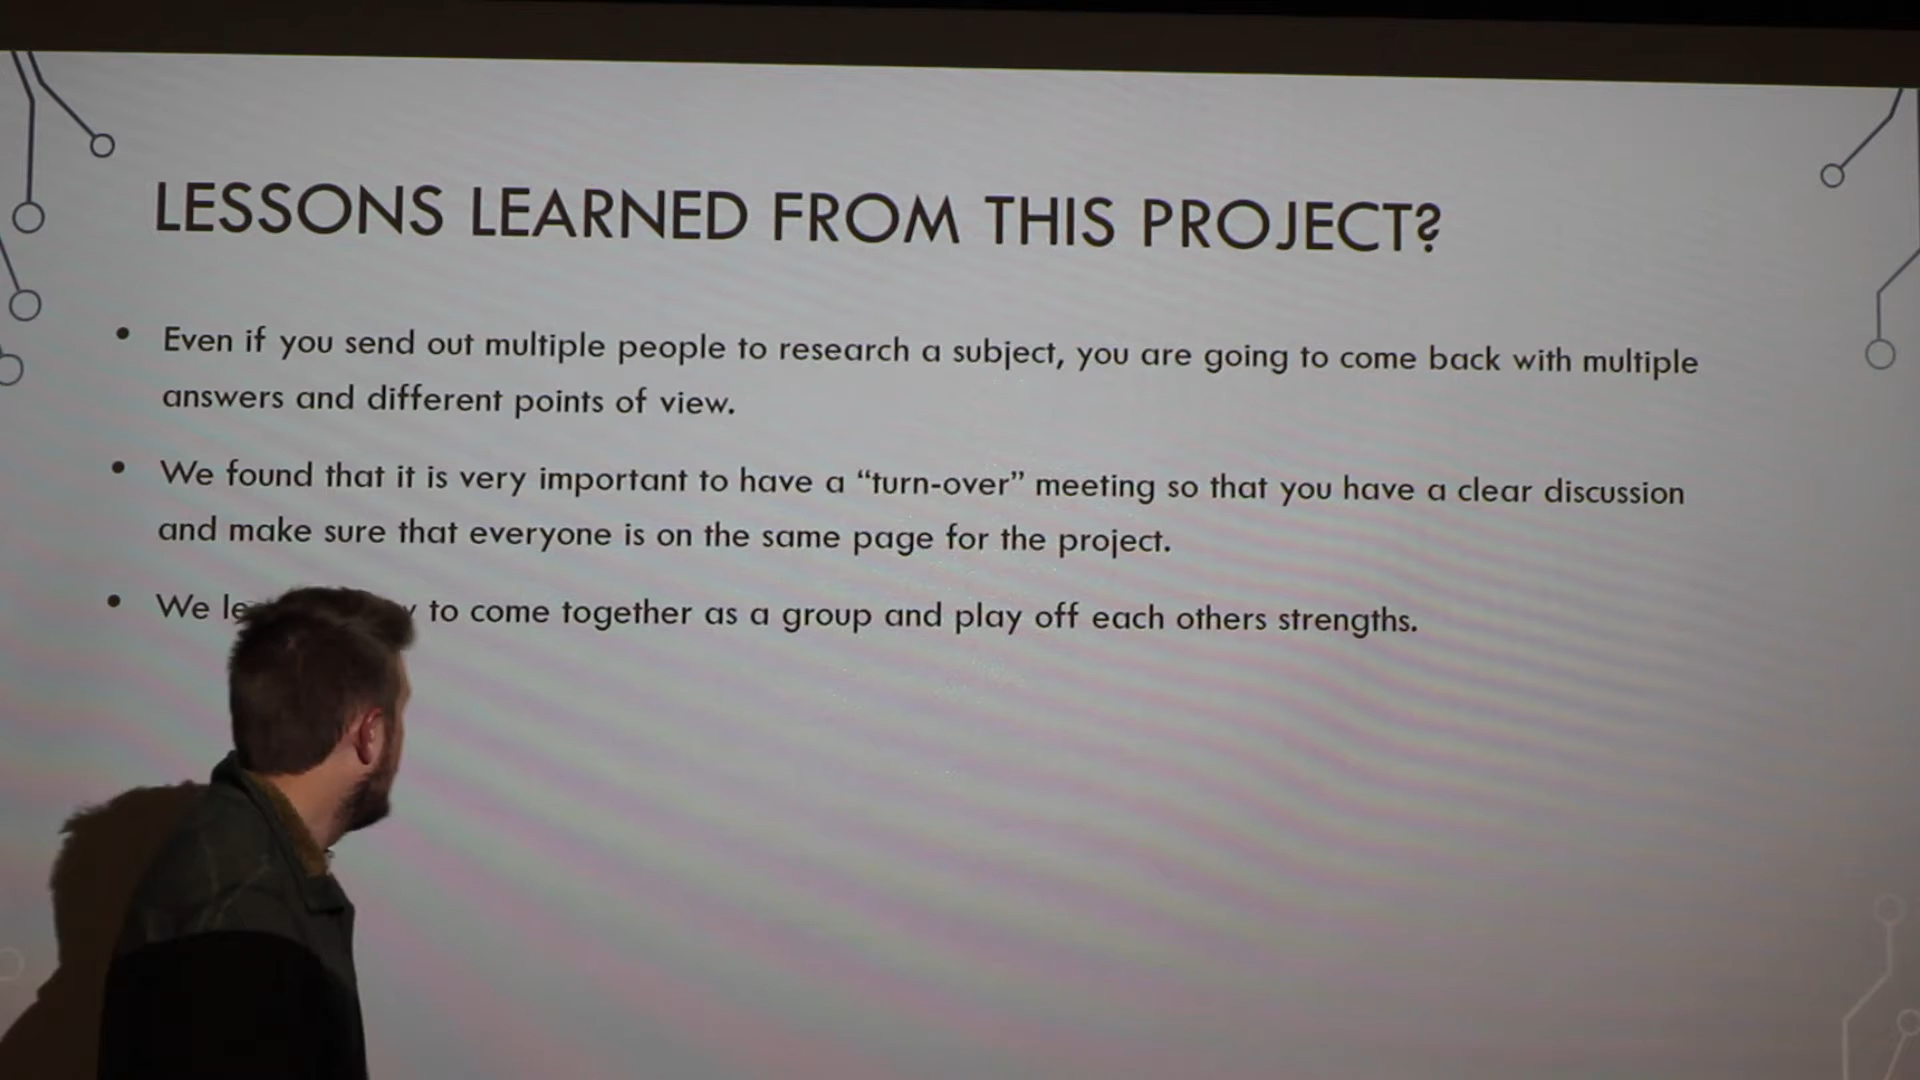 LESSONS LEARNED FROM THIS PROJECT?
• Even if you send out multiple people to research a subject, you are going to come back with multiple
answers and different points of view.
• We found that it is very important to have a “turn-over” meeting so that you have a clear discussion
and make sure that everyone is on the same page for the project.
• We to come together as a group and play off each others strengths.